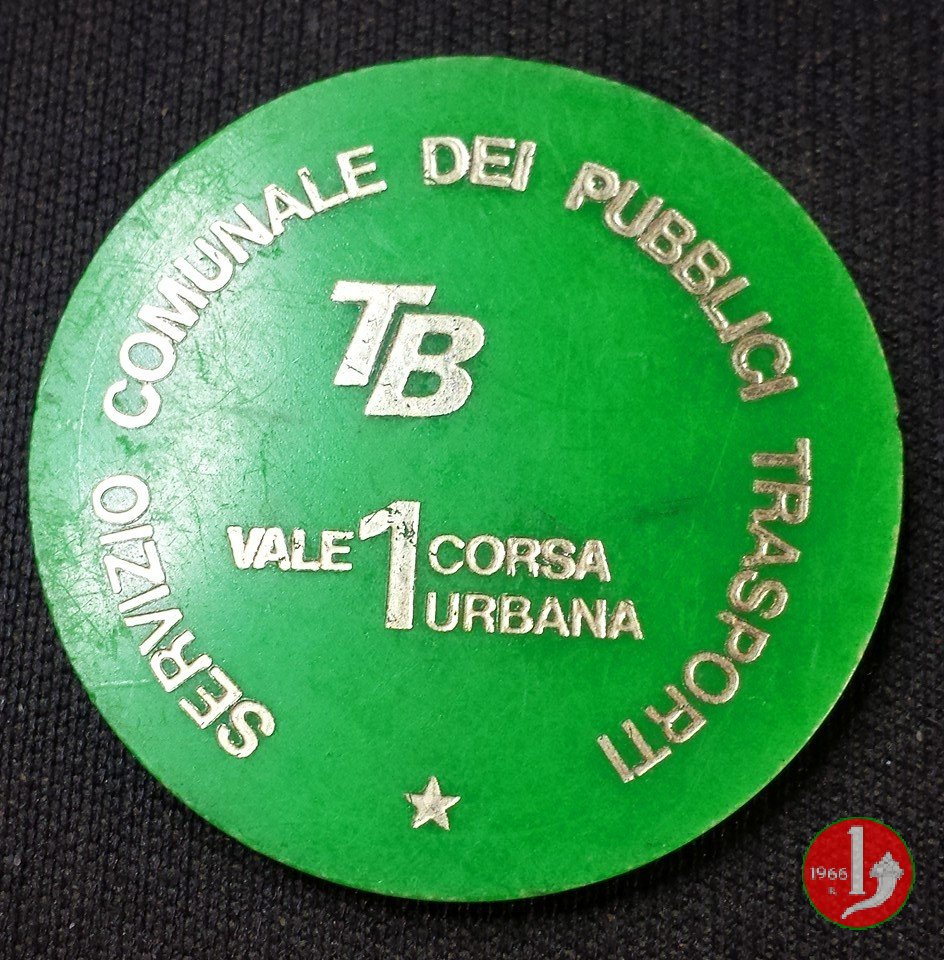 SERVIZIO COMUNALE DEI PUBBLICI TRASPORTI
TB
VALE 1 CORSA
URBANA
1966